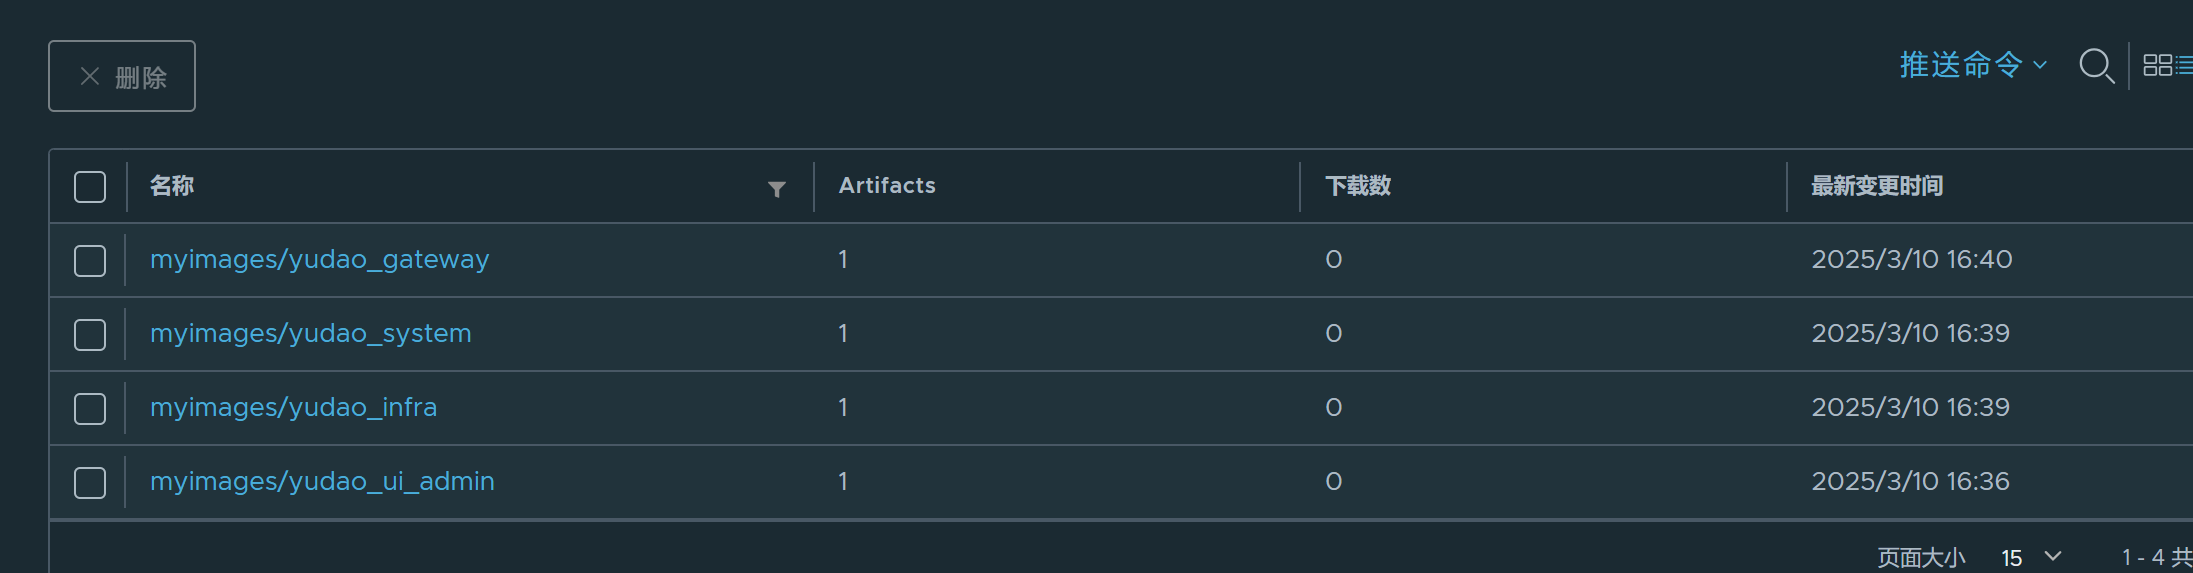 删除
推送命令
名称 Artifacts 下载数 最新变更时间
myimages/yudao_gateway 1 0 2025/3/10 16:40
myimages/yudao_system 1 0 2025/3/10 16:39
myimages/yudao_infra 1 0 2025/3/10 16:39
myimages/yudao_ui_admin 1 0 2025/3/10 16:36
页面大小 15 1 - 4 共